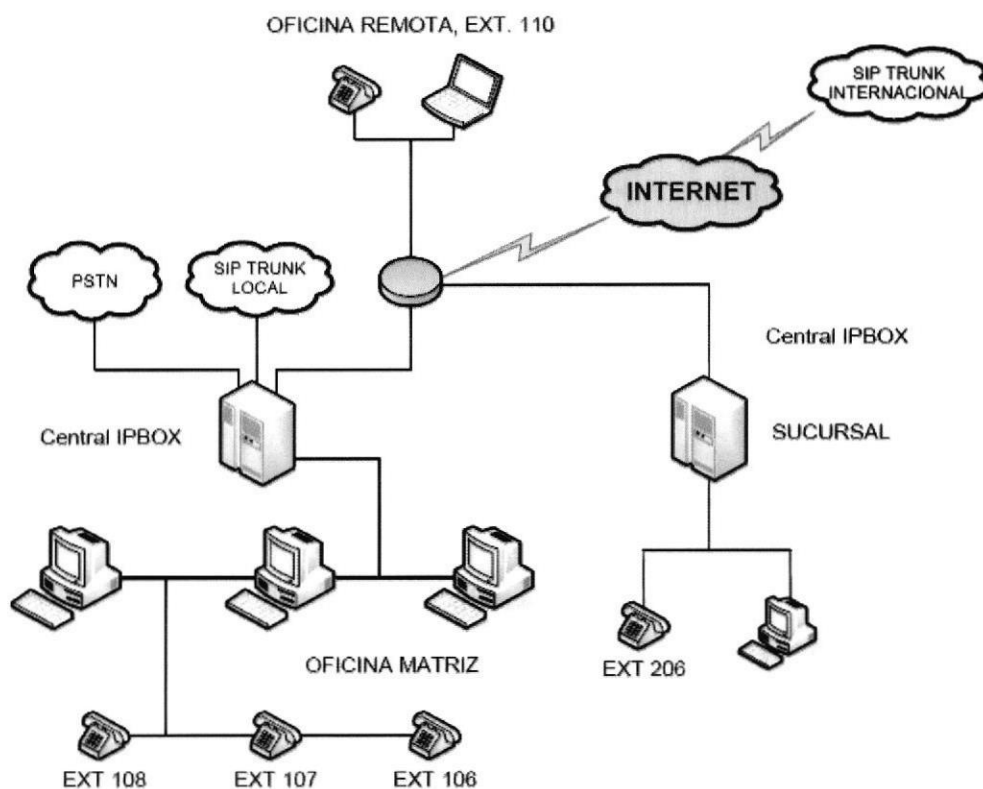 OFICINA REMOTA, EXT. 110
SIP TRUNK
INTERNACIONAL
INTERNET
PSTN
SIP TRUNK
LOCAL
Central IPBOX
Central IPBOX
SUCURSAL
OFICINA MATRIZ
EXT 206
EXT 108
EXT 107
EXT 106